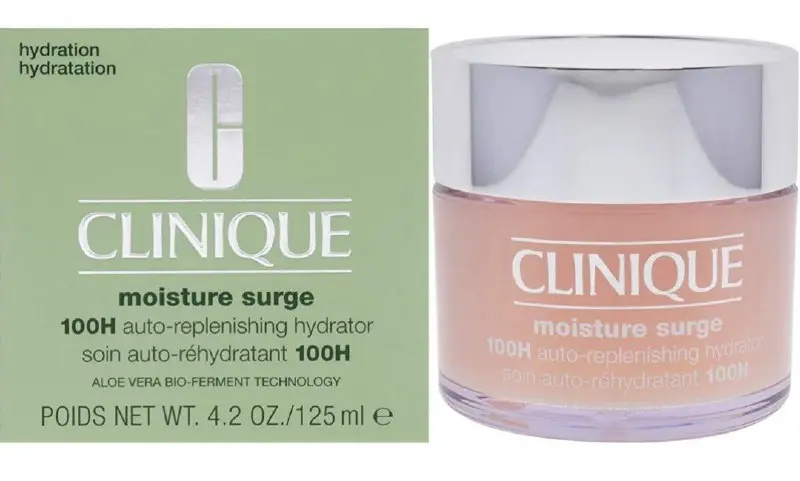 hydration
hydratation
C
CLINIQUE
moisture surge
100H auto-replenishing hydrator
soin auto-réhydratant 100H
ALOE VERA BIO-FERMENT TECHNOLOGY
POIDS NET WT. 4.2 OZ./125 ml ℮
CLINIQUE
moisture surge
100H auto-replenishing hydrator
soin auto-réhydratant 100H